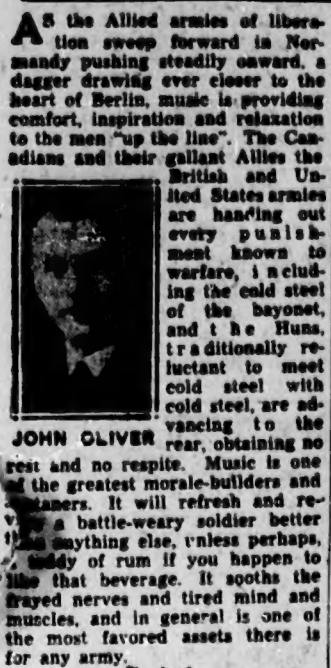 AS the Allied armies of libera-
tion sweep forward in Nor-
mandy pushing steadily onward, a
dagger drawing ever closer to the
heart of Berlin, music is providing
comfort, inspiration and relaxation
to the men "up the line". The Can-
adians and their gallant Allies the
British and Un-
ited States armies
are handing out
every punish-
ment known to
warfare, includ-
ing the cold steel
of the bayonet,
and the Huns,
traditionally re-
luctant to meet
cold steel with
cold steel, are ad-
vancing to the
JOHN OLIVER
rear, obtaining no
rest and no respite. Music is one
of the greatest morale-builders and
It will refresh and re-
a battle-weary soldier better
anything else, unless perhaps,
toddy of rum if you happen to
like that beverage. It sooths the
frayed nerves and tired mind and
muscles, and in general is one of
the most favored assets there is
for any army.